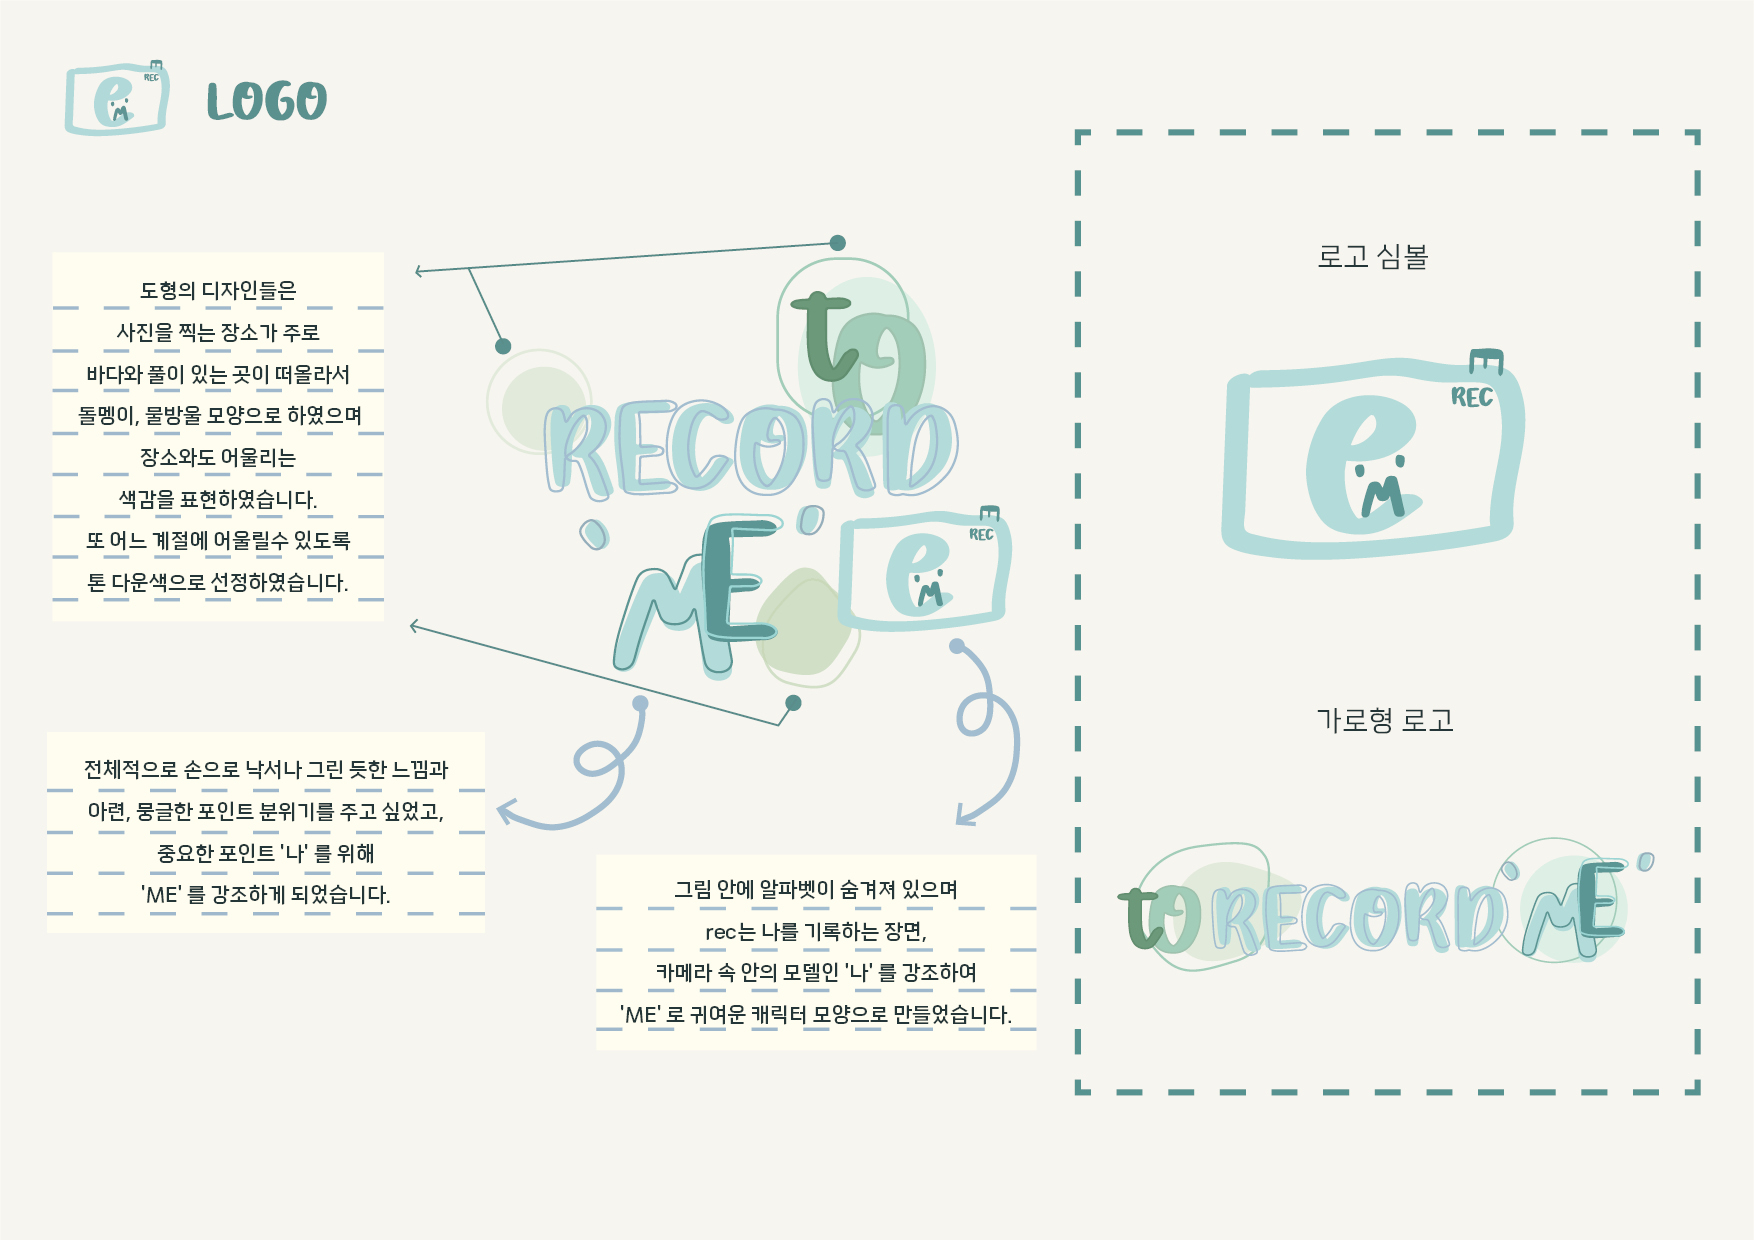 e
M
REC
LOGO
도형의 디자인들은
사진을 찍는 장소가 주로
바다와 풀이 있는 곳이 떠올라서
돌멩이, 물방울 모양으로 하였으며
장소와도 어울리는
색감을 표현하였습니다.
또 어느 계절에 어울릴수 있도록
톤 다운색으로 선정하였습니다.
to
RECORD
ME
e
M
REC
전체적으로 손으로 낙서나 그린 듯한 느낌과
아련, 뭉글한 포인트 분위기를 주고 싶었고,
중요한 포인트 '나' 를 위해
'ME' 를 강조하게 되었습니다.
그림 안에 알파벳이 숨겨져 있으며
rec는 나를 기록하는 장면,
카메라 속 안의 모델인 '나' 를 강조하여
'ME' 로 귀여운 캐릭터 모양으로 만들었습니다.
로고 심볼
e
M
REC
가로형 로고
to RECORD ME